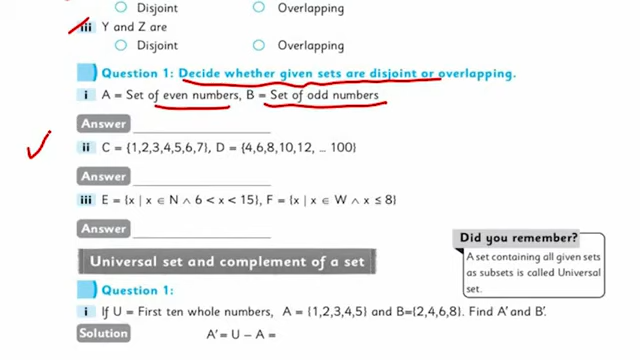 Disjoint Overlapping
iii Y and Z are
Disjoint Overlapping
Question 1: Decide whether given sets are disjoint or overlapping.
i A = Set of even numbers, B = Set of odd numbers
Answer
ii C = {1,2,3,4,5,6,7}, D = {4,6,8,10,12, ... 100}
Answer
iii E = {x | x ∈ N ∧ 6 < x < 15}, F = {x | x ∈ W ∧ x ≤ 8}
Answer
Did you remember?
A set containing all given sets
as subsets is called Universal
set.
Universal set and complement of a set
Question 1:
i If U = First ten whole numbers, A = {1,2,3,4,5} and B={2,4,6,8}. Find A' and B'.
Solution A' = U – A =